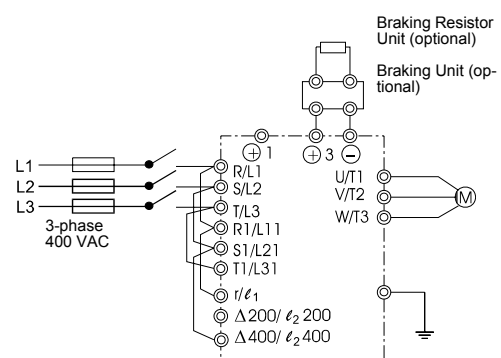 Braking Resistor
Unit (optional)
Braking Unit (op-
tional)
⊕ 1
⊕ 3 ⊖
L1
L2
L3
3-phase
400 VAC
R/L1
S/L2
T/L3
R1/L11
S1/L21
T1/L31
r/ℓ1
Δ200/ ℓ2 200
Δ400/ ℓ2 400
U/T1
V/T2
W/T3
M